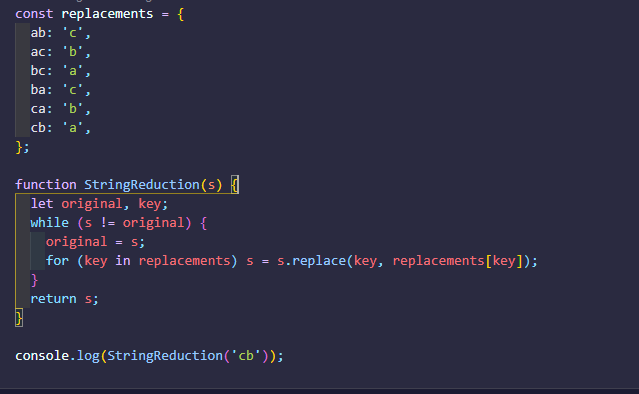 const replacements = {
  ab: 'c',
  ac: 'b',
  bc: 'a',
  ba: 'c',
  ca: 'b',
  cb: 'a',
};
function StringReduction(s) {
  let original, key;
  while (s != original) {
    original = s;
    for (key in replacements) s = s.replace(key, replacements[key]);
  }
  return s;
}
console.log(StringReduction('cb'));